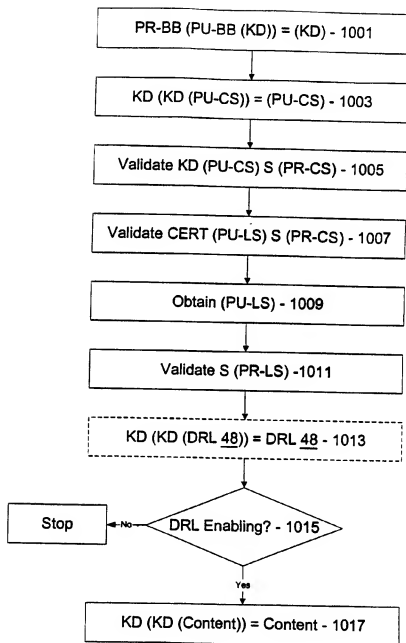 PR-BB (PU-BB (KD)) = (KD) - 1001
KD (KD (PU-CS)) = (PU-CS) - 1003
Validate KD (PU-CS) S (PR-CS) - 1005
Validate CERT (PU-LS) S (PR-CS) - 1007
Obtain (PU-LS) - 1009
Validate S (PR-LS) -1011
KD (KD (DRL 48)) = DRL 48 - 1013
DRL Enabling? - 1015
No
Stop
Yes
KD (KD (Content)) = Content - 1017